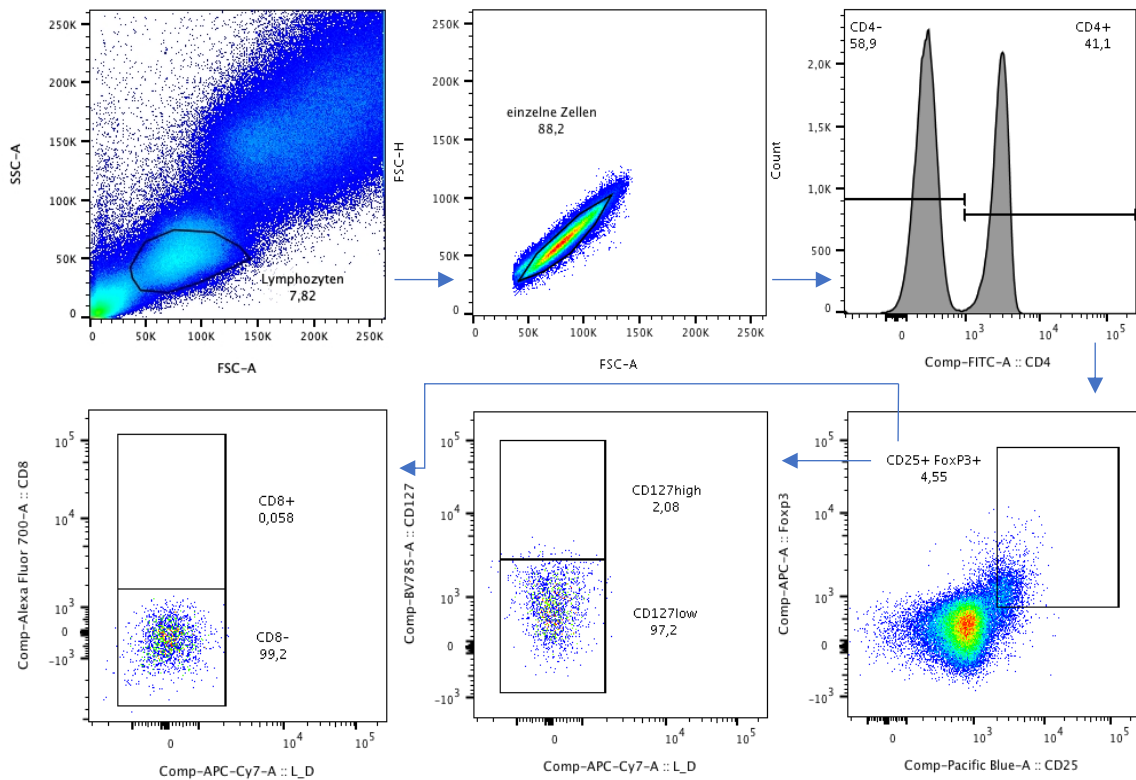 250K
200K
150K
100K
50K
0
SSC-A
Lymphozyten
7,82
0
50K
100K
150K
200K
250K
FSC-A
250K
200K
150K
100K
50K
0
FSC-H
einzelne Zellen
88,2
0
50K
100K
150K
200K
250K
FSC-A
CD4-
58,9
CD4+
41,1
2,0K
1,5K
1,0K
500
0
Count
0
10³
10⁴
10⁵
Comp-FITC-A :: CD4
10⁵
10⁴
10³
0
-10³
Comp-Alexa Fluor 700-A :: CD8
CD8+
0,058
CD8-
99,2
0
10⁴
10⁵
Comp-APC-Cy7-A :: L_D
10⁵
10⁴
10³
0
-10³
Comp-BV785-A :: CD127
CD127high
2,08
CD127low
97,2
0
10⁴
10⁵
Comp-APC-Cy7-A :: L_D
10⁵
10⁴
10³
0
-10³
Comp-APC-A :: Foxp3
CD25+ FoxP3+
4,55
0
10³
10⁴
10⁵
Comp-Pacific Blue-A :: CD25